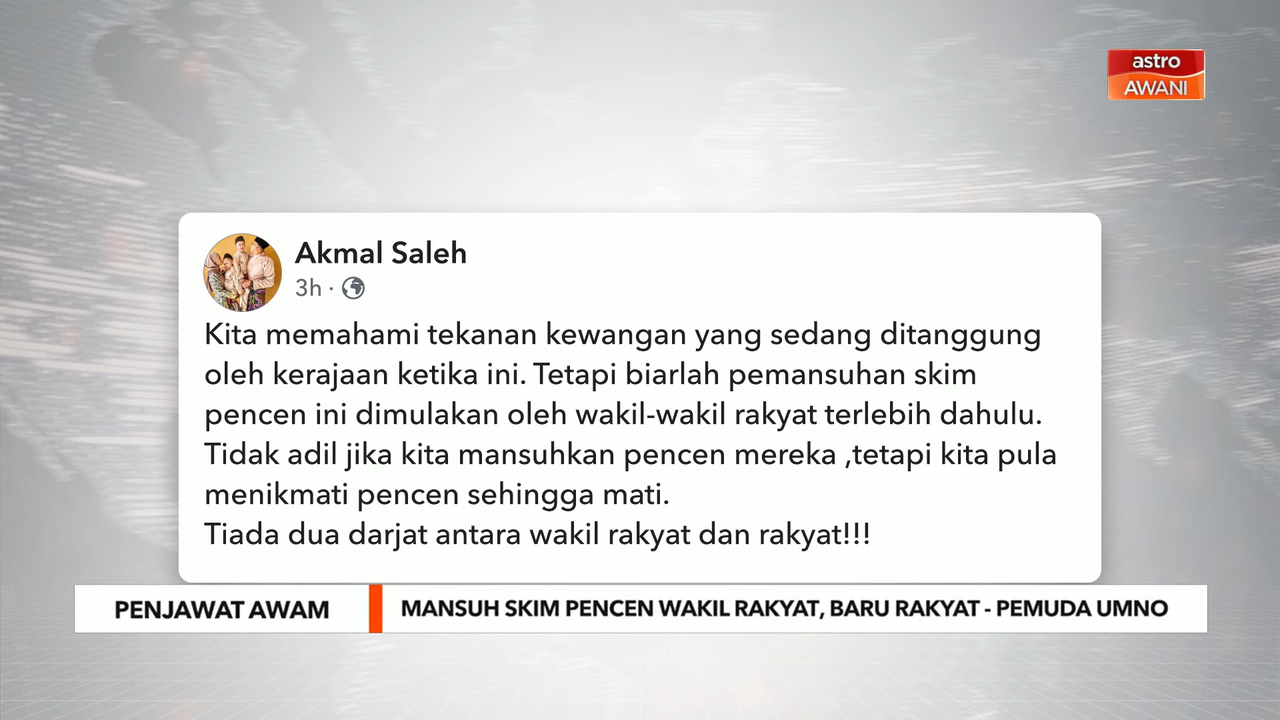 astro
AWANI
Akmal Saleh
3h ·
Kita memahami tekanan kewangan yang sedang ditanggung
oleh kerajaan ketika ini. Tetapi biarlah pemansuhan skim
pencen ini dimulakan oleh wakil-wakil rakyat terlebih dahulu.
Tidak adil jika kita mansuhkan pencen mereka ,tetapi kita pula
menikmati pencen sehingga mati.
Tiada dua darjat antara wakil rakyat dan rakyat!!!
PENJAWAT AWAM
MANSUH SKIM PENCEN WAKIL RAKYAT, BARU RAKYAT - PEMUDA UMNO